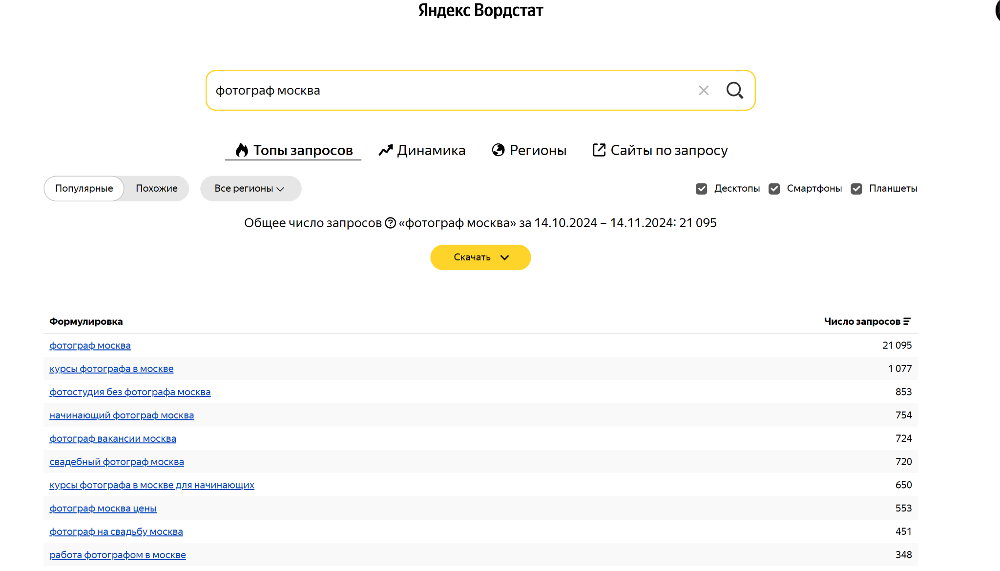 Яндекс Вордстат
фотограф москва
Топы запросов Динамика Регионы Сайты по запросу
Популярные Похожие Все регионы Десктопы Смартфоны Планшеты
Общее число запросов ? «фотограф москва» за 14.10.2024 – 14.11.2024: 21 095
Скачать
Формулировка Число запросов
фотограф москва 21 095
курсы фотографа в москве 1 077
фотостудия без фотографа москва 853
начинающий фотограф москва 754
фотограф вакансии москва 724
свадебный фотограф москва 720
курсы фотографа в москве для начинающих 650
фотограф москва цены 553
фотограф на свадьбу москва 451
работа фотографом в москве 348